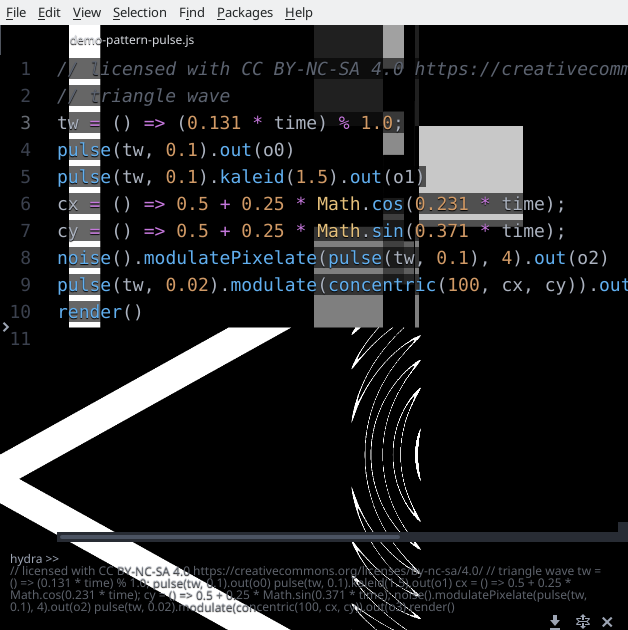 File Edit View Selection Find Packages Help
demo-pattern-pulse.js
1 // licensed with CC BY-NC-SA 4.0 https://creativecomm
2 // triangle wave
3 tw = () => (0.131 * time) % 1.0;
4 pulse(tw, 0.1).out(o0)
5 pulse(tw, 0.1).kaleid(1.5).out(o1)
6 cx = () => 0.5 + 0.25 * Math.cos(0.231 * time);
7 cy = () => 0.5 + 0.25 * Math.sin(0.371 * time);
8 noise().modulatePixelate(pulse(tw, 0.1), 4).out(o2)
9 pulse(tw, 0.02).modulate(concentric(100, cx, cy)).out
10 render()
11
hydra >>
// licensed with CC BY-NC-SA 4.0 https://creativecommons.org/licenses/by-nc-sa/4.0/ // triangle wave tw =
() => (0.131 * time) % 1.0; pulse(tw, 0.1).out(o0) pulse(tw, 0.1).kaleid(1.5).out(o1) cx = () => 0.5 + 0.25 *
Math.cos(0.231 * time); cy = () => 0.5 + 0.25 * Math.sin(0.371 * time); noise().modulatePixelate(pulse(tw,
0.1), 4).out(o2) pulse(tw, 0.02).modulate(concentric(100, cx, cy)).out(o3) render()